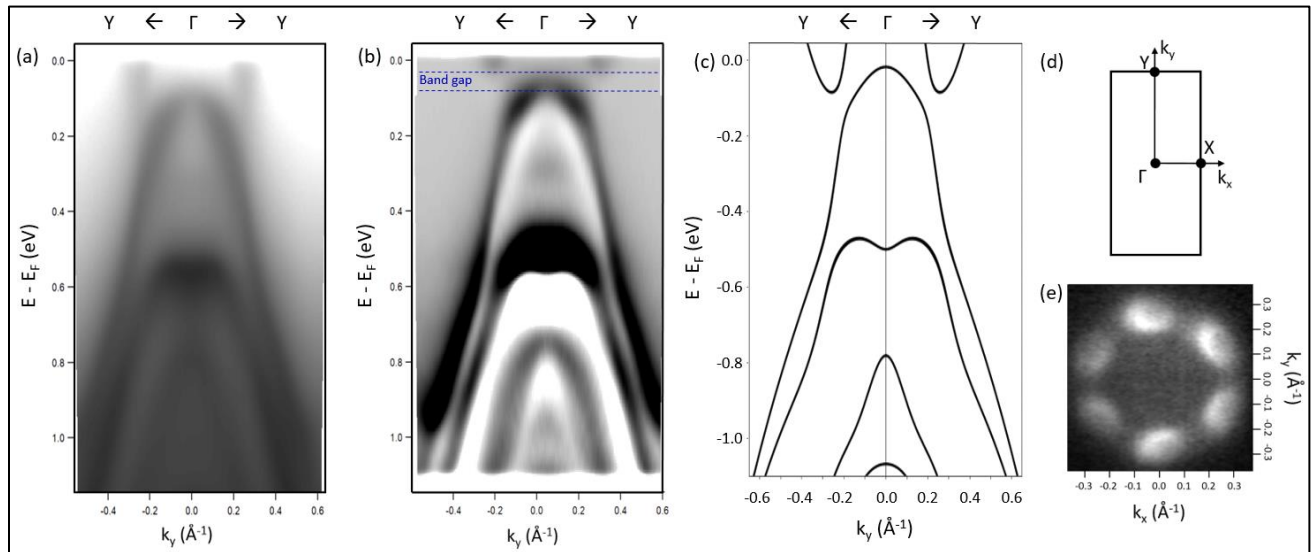 Y ← Γ → Y
(a)
0.0
0.2
0.4
0.6
0.8
1.0
E - E_F (eV)
-0.4 -0.2 0.0 0.2 0.4 0.6
k_y (Å⁻¹)
Y ← Γ → Y
(b)
Band gap
0.0
0.2
0.4
0.6
0.8
1.0
E - E_F (eV)
-0.4 -0.2 0.0 0.2 0.4 0.6
k_y (Å⁻¹)
Y ← Γ → Y
(c)
0.0
-0.2
-0.4
-0.6
-0.8
-1.0
E - E_F (eV)
-0.6 -0.4 -0.2 0.0 0.2 0.4 0.6
k_y (Å⁻¹)
(d)
k_y
Y
X
Γ
k_x
(e)
0.3
0.2
0.1
0.0
-0.1
-0.2
-0.3
k_y (Å⁻¹)
-0.3 -0.2 -0.1 0.0 0.1 0.2 0.3
k_x (Å⁻¹)